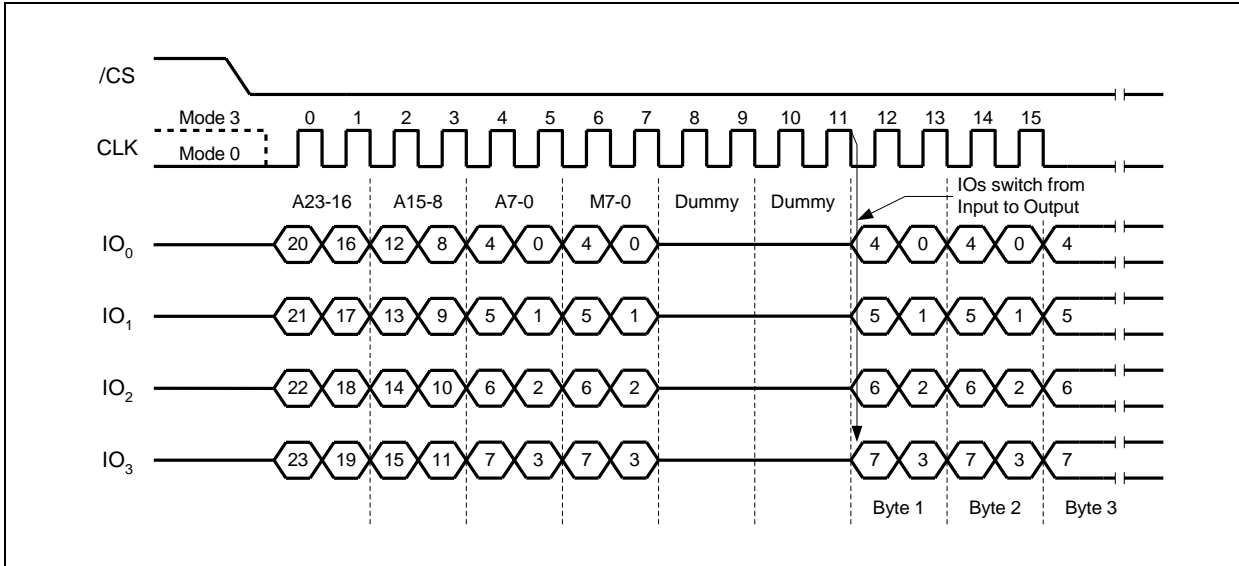 /CS
Mode 3 0 1 2 3 4 5 6 7 8 9 10 11 12 13 14 15
CLK
Mode 0
A23-16 A15-8 A7-0 M7-0 Dummy Dummy
IOs switch from
Input to Output
IO0 20 16 12 8 4 0 4 0 4 0 4 0 4
IO1 21 17 13 9 5 1 5 1 5 1 5 1 5
IO2 22 18 14 10 6 2 6 2 6 2 6 2 6
IO3 23 19 15 11 7 3 7 3 7 3 7 3 7
Byte 1 Byte 2 Byte 3